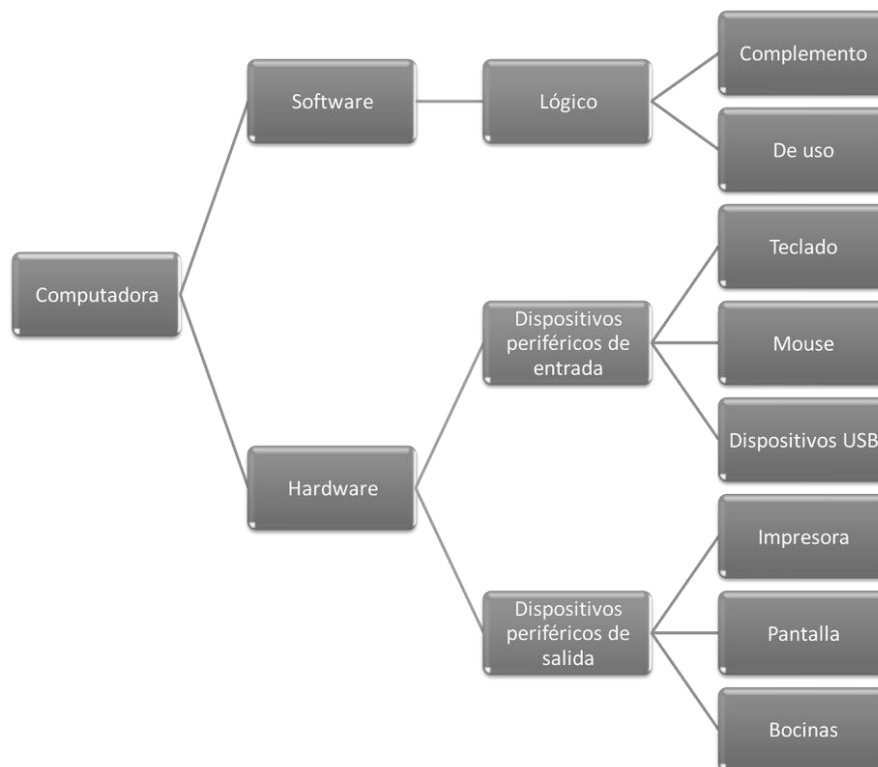 Complemento
Software
Lógico
De uso
Teclado
Computadora
Dispositivos
periféricos de
entrada
Mouse
Dispositivos USB
Hardware
Impresora
Dispositivos
periféricos de
salida
Pantalla
Bocinas